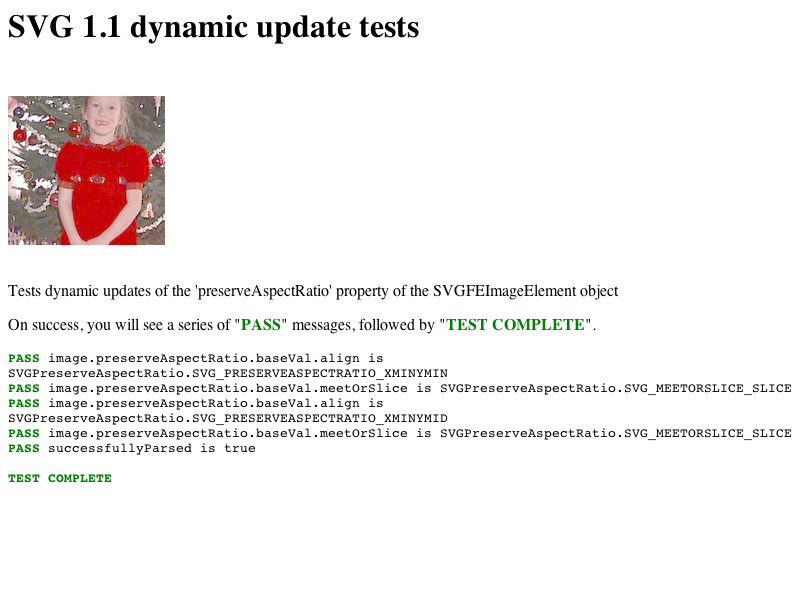 SVG 1.1 dynamic update tests
Tests dynamic updates of the 'preserveAspectRatio' property of the SVGFEImageElement object
On success, you will see a series of "PASS" messages, followed by "TEST COMPLETE".
PASS image.preserveAspectRatio.baseVal.align is
SVGPreserveAspectRatio.SVG_PRESERVEASPECTRATIO_XMINYMIN
PASS image.preserveAspectRatio.baseVal.meetOrSlice is SVGPreserveAspectRatio.SVG_MEETORSLICE_SLICE
PASS image.preserveAspectRatio.baseVal.align is
SVGPreserveAspectRatio.SVG_PRESERVEASPECTRATIO_XMINYMID
PASS image.preserveAspectRatio.baseVal.meetOrSlice is SVGPreserveAspectRatio.SVG_MEETORSLICE_SLICE
PASS successfullyParsed is true
TEST COMPLETE